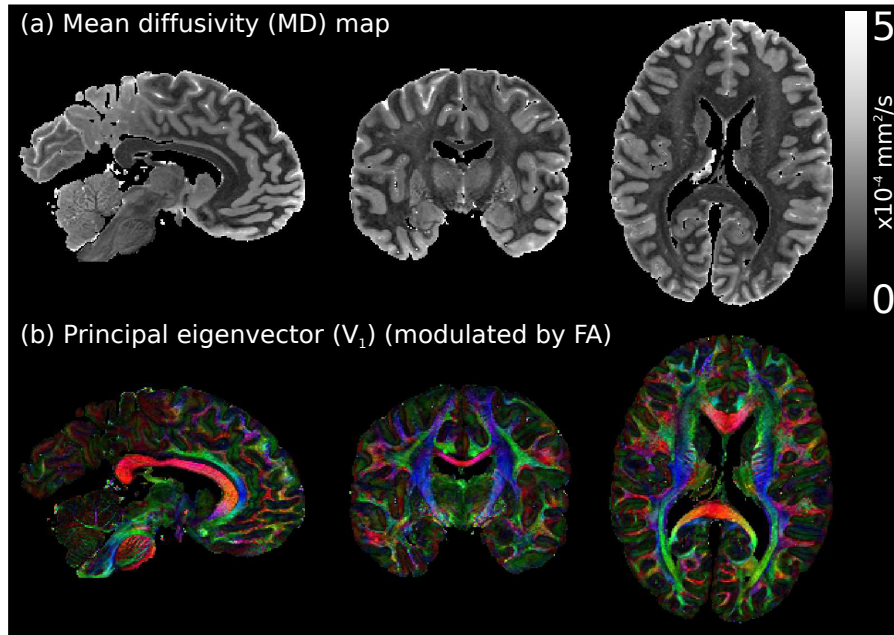 (a) Mean diffusivity (MD) map
5
x10⁻⁴ mm²/s
0
(b) Principal eigenvector (V₁) (modulated by FA)